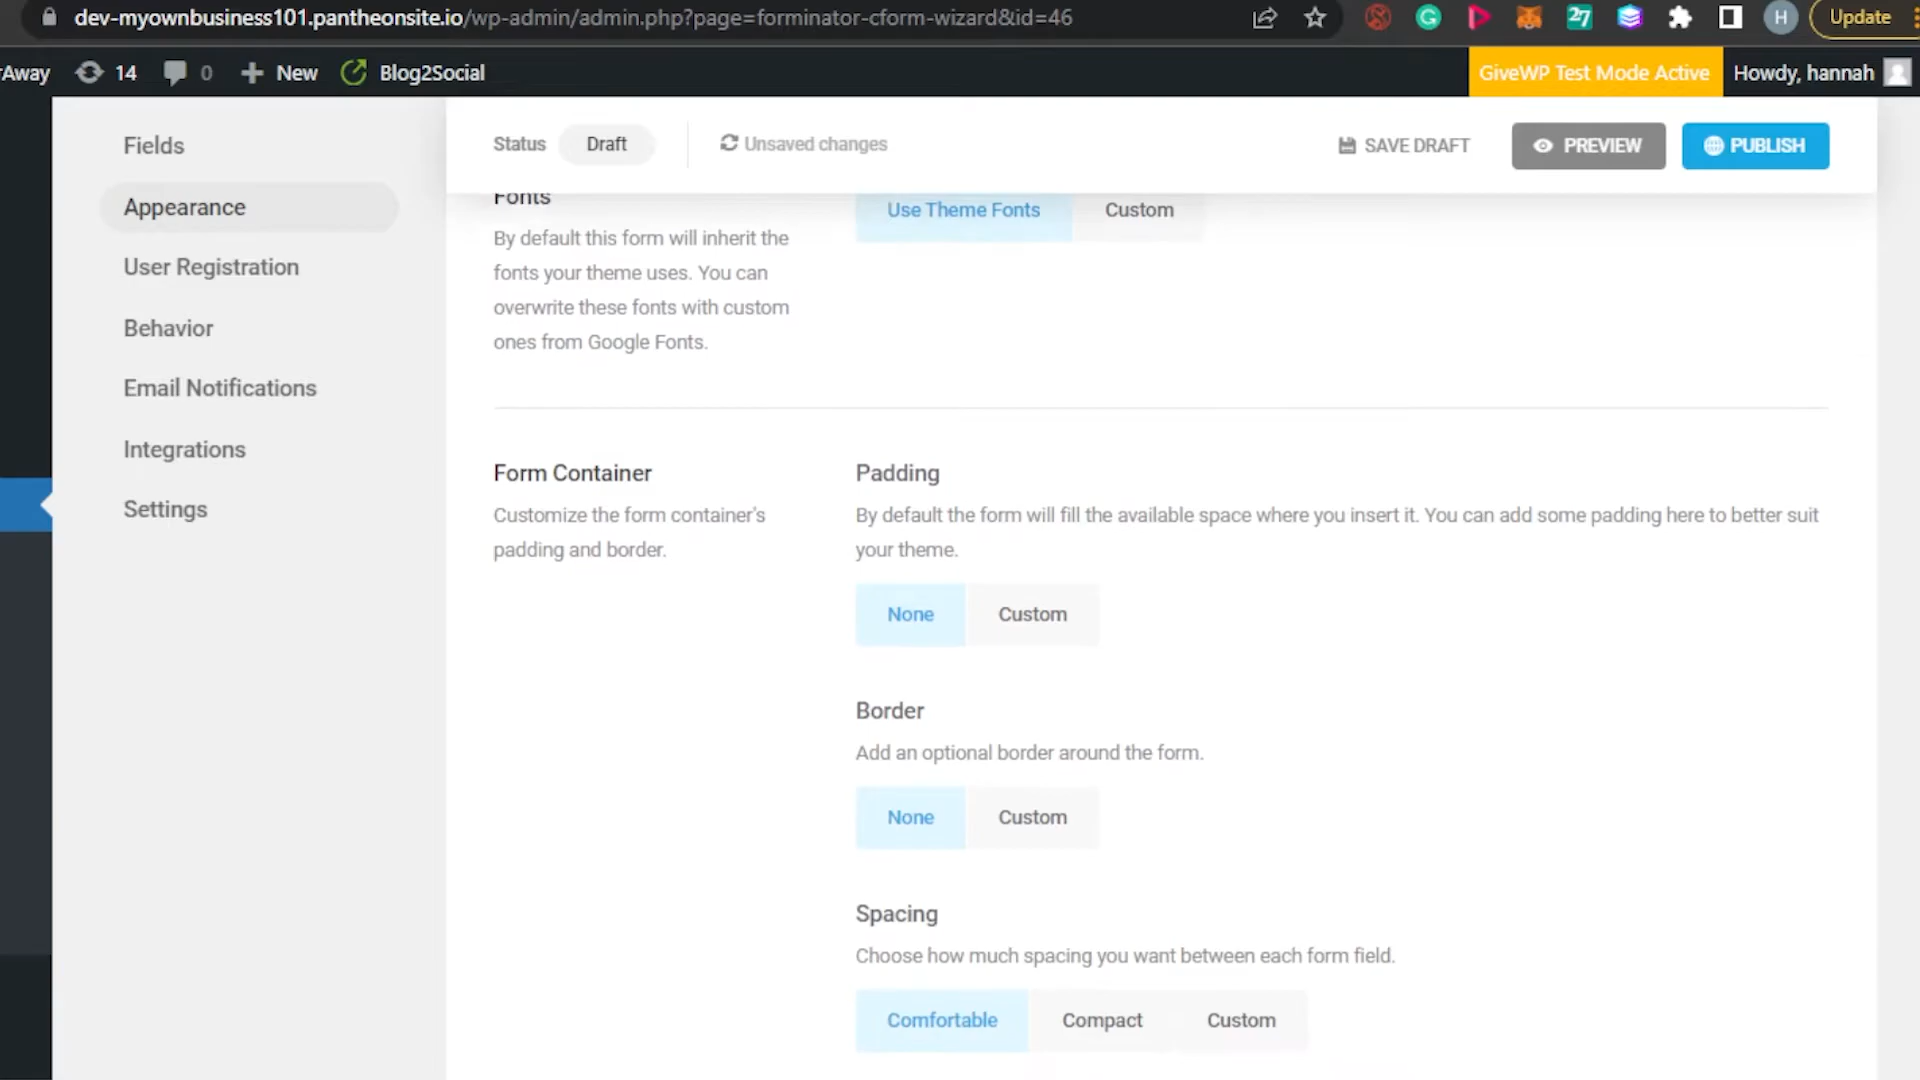 dev-myownbusiness101.pantheonsite.io/wp-admin/admin.php?page=forminator-cform-wizard&id=46
27
H
Update
rAway
14
0
New
Blog2Social
GiveWP Test Mode Active
Howdy, hannah
Fields
Appearance
User Registration
Behavior
Email Notifications
Integrations
Settings
Status
Draft
Unsaved changes
SAVE DRAFT
PREVIEW
PUBLISH
Fonts
By default this form will inherit the
fonts your theme uses. You can
overwrite these fonts with custom
ones from Google Fonts.
Use Theme Fonts
Custom
Form Container
Customize the form container's
padding and border.
Padding
By default the form will fill the available space where you insert it. You can add some padding here to better suit
your theme.
None
Custom
Border
Add an optional border around the form.
None
Custom
Spacing
Choose how much spacing you want between each form field.
Comfortable
Compact
Custom